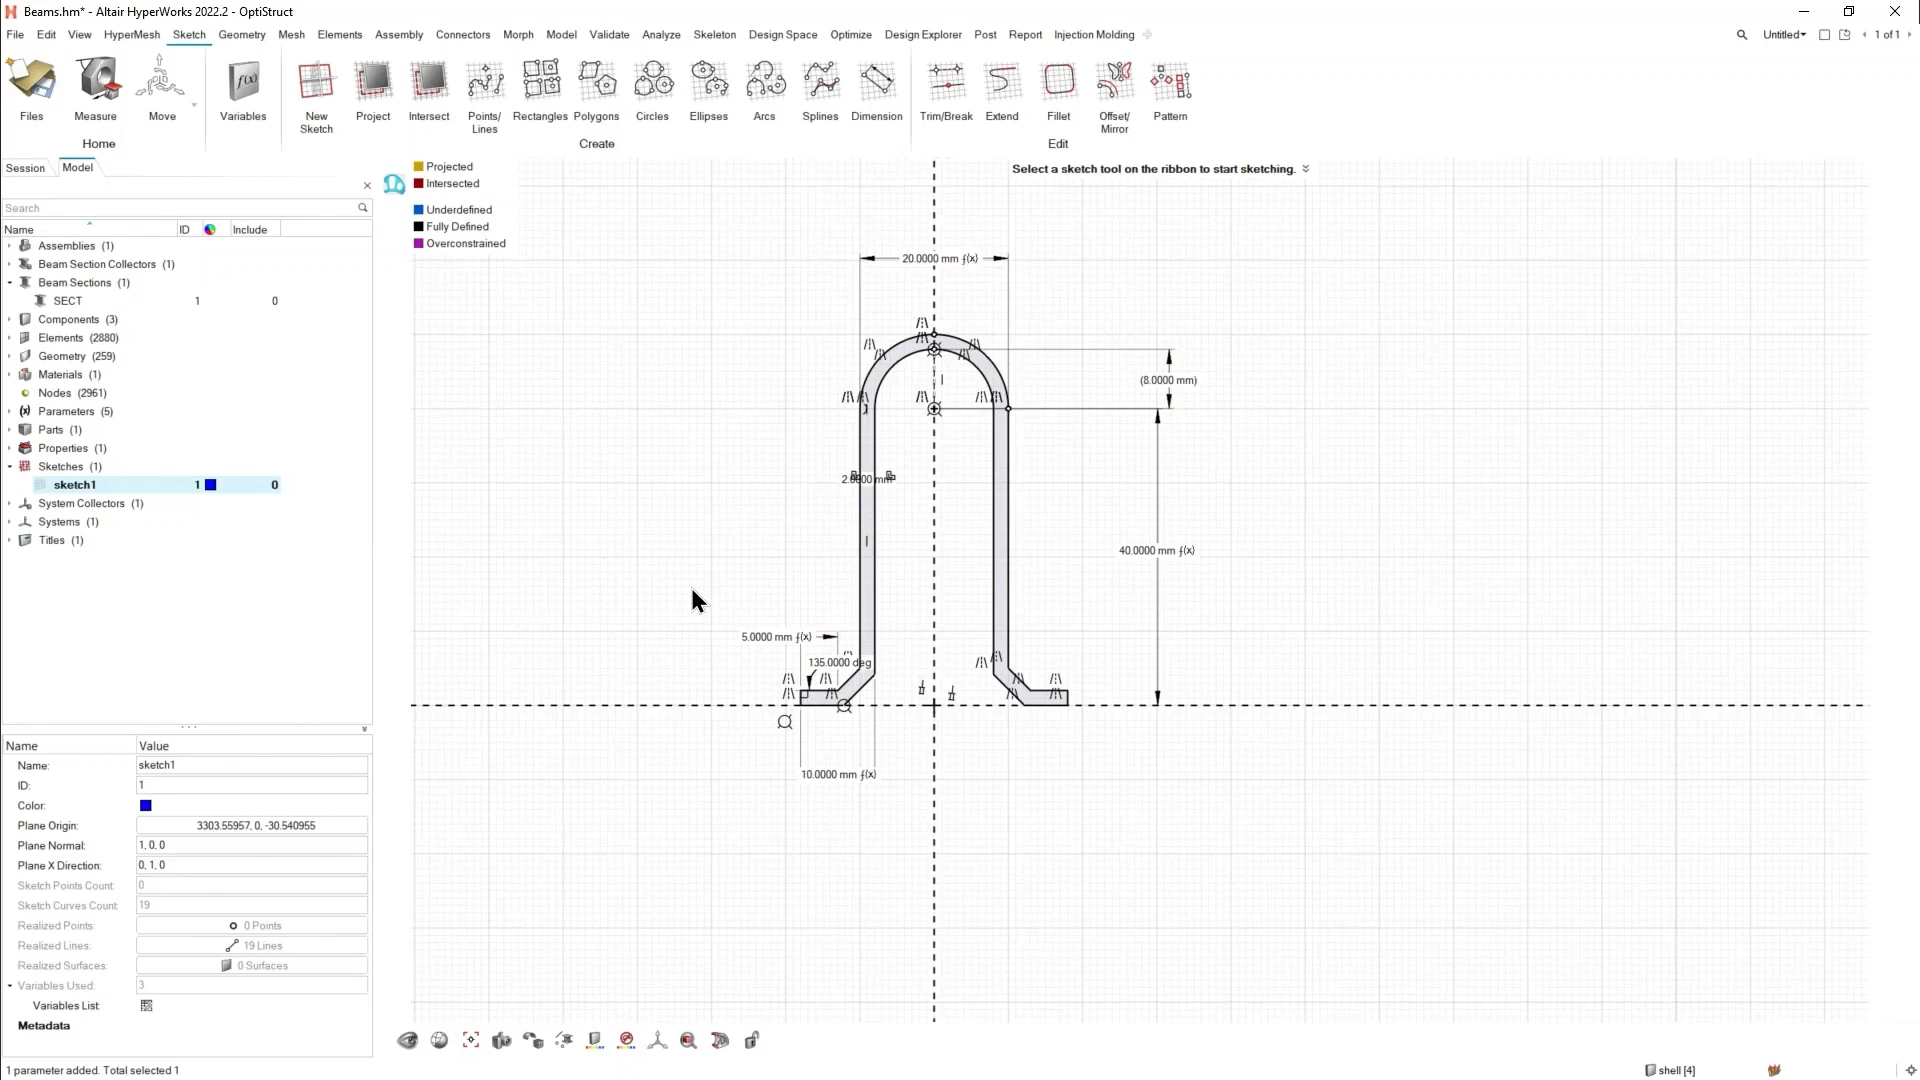 Beams.hm* - Altair HyperWorks 2022.2 - OptiStruct
File Edit View HyperMesh Sketch Geometry Mesh Elements Assembly Connectors Morph Model Validate Analyze Skeleton Design Space Optimize Design Explorer Post Report Injection Molding Untitled 1 of 1
f(x)
Files Measure Move Variables New Sketch Project Intersect Points/ Lines Rectangles Polygons Circles Ellipses Arcs Splines Dimension Trim/Break Extend Fillet Offset/ Mirror Pattern
Home Create Edit
Session Model
Projected
Intersected
Underdefined
Fully Defined
Overconstrained
Select a sketch tool on the ribbon to start sketching.
Search
Name ID Include
Assemblies (1)
Beam Section Collectors (1)
Beam Sections (1)
SECT 1 0
Components (3)
Elements (2880)
Geometry (259)
Materials (1)
Nodes (2961)
(x) Parameters (5)
Parts (1)
Properties (1)
Sketches (1)
sketch1 1 0
System Collectors (1)
Systems (1)
Titles (1)
20.0000 mm f(x)
(8.0000 mm)
2.0000 mm
40.0000 mm f(x)
5.0000 mm f(x)
135.0000 deg
10.0000 mm f(x)
Name Value
Name: sketch1
ID: 1
Color:
Plane Origin: 3303.55957, 0, -30.540955
Plane Normal: 1, 0, 0
Plane X Direction: 0, 1, 0
Sketch Points Count: 0
Sketch Curves Count: 19
Realized Points: 0 Points
Realized Lines: 19 Lines
Realized Surfaces: 0 Surfaces
Variables Used: 3
Variables List:
Metadata
1 parameter added. Total selected 1
shell [4]